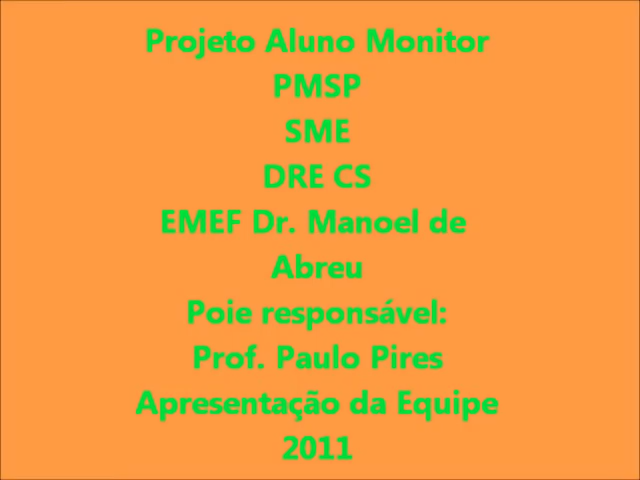 Projeto Aluno Monitor
PMSP
SME
DRE CS
EMEF Dr. Manoel de
Abreu
Poie responsável:
Prof. Paulo Pires
Apresentação da Equipe
2011